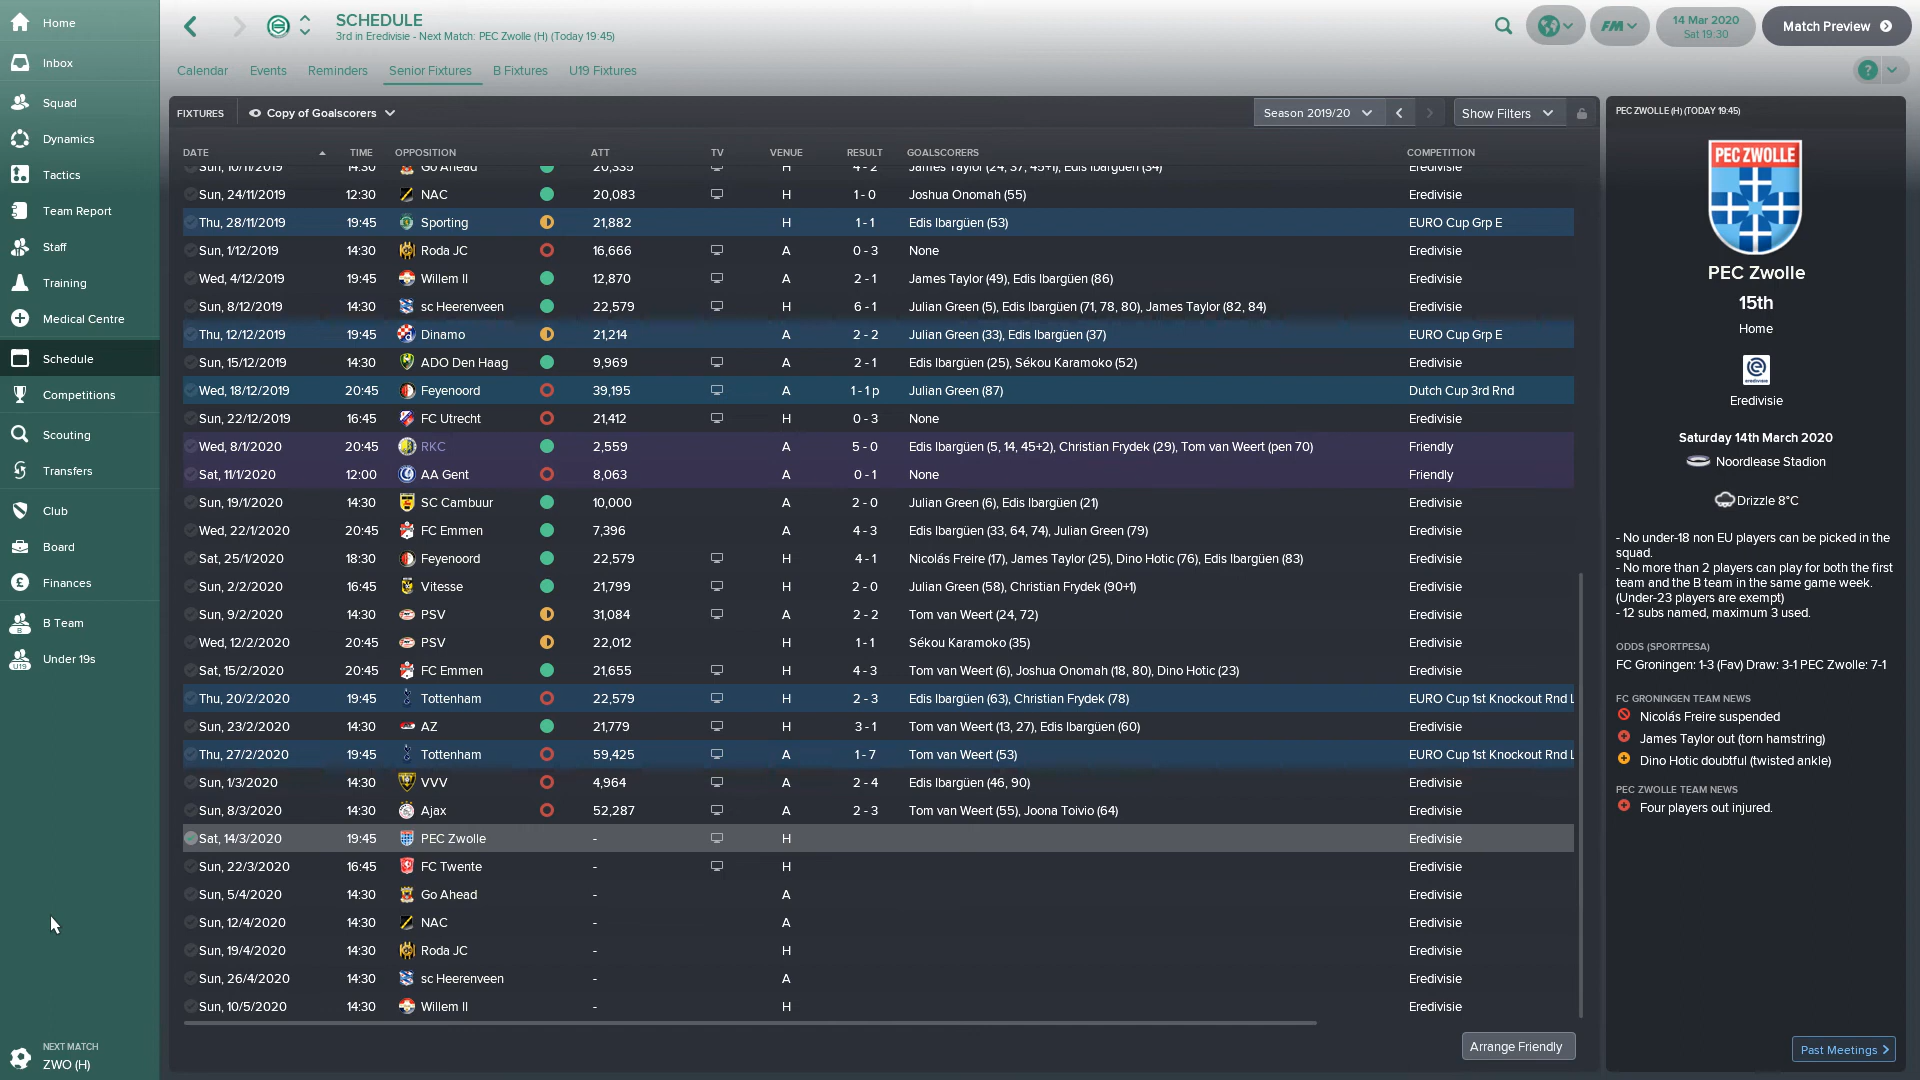 Home
Inbox
Squad
Dynamics
Tactics
Team Report
Staff
Training
Medical Centre
Schedule
Competitions
Scouting
Transfers
Club
Board
Finances
B Team
Under 19s
NEXT MATCH
ZWO (H)
SCHEDULE
3rd in Eredivisie - Next Match: PEC Zwolle (H) (Today 19:45)
FM
14 Mar 2020
Sat 19:30
Match Preview
Calendar Events Reminders Senior Fixtures B Fixtures U19 Fixtures
FIXTURES Copy of Goalscorers Season 2019/20 Show Filters
DATE TIME OPPOSITION ATT TV VENUE RESULT GOALSCORERS COMPETITION
Sun, 10/11/2019 14:30 Go Ahead 20,335 H 4 - 2 James Taylor (24, 37, 45+1), Edis Ibargüen (34) Eredivisie
Sun, 24/11/2019 12:30 NAC 20,083 H 1 - 0 Joshua Onomah (55) Eredivisie
Thu, 28/11/2019 19:45 Sporting 21,882 H 1 - 1 Edis Ibargüen (53) EURO Cup Grp E
Sun, 1/12/2019 14:30 Roda JC 16,666 A 0 - 3 None Eredivisie
Wed, 4/12/2019 19:45 Willem II 12,870 A 2 - 1 James Taylor (49), Edis Ibargüen (86) Eredivisie
Sun, 8/12/2019 14:30 sc Heerenveen 22,579 H 6 - 1 Julian Green (5), Edis Ibargüen (71, 78, 80), James Taylor (82, 84) Eredivisie
Thu, 12/12/2019 19:45 Dinamo 21,214 A 2 - 2 Julian Green (33), Edis Ibargüen (37) EURO Cup Grp E
Sun, 15/12/2019 14:30 ADO Den Haag 9,969 A 2 - 1 Edis Ibargüen (25), Sékou Karamoko (52) Eredivisie
Wed, 18/12/2019 20:45 Feyenoord 39,195 A 1 - 1 p Julian Green (87) Dutch Cup 3rd Rnd
Sun, 22/12/2019 16:45 FC Utrecht 21,412 H 0 - 3 None Eredivisie
Wed, 8/1/2020 20:45 RKC 2,559 A 5 - 0 Edis Ibargüen (5, 14, 45+2), Christian Frydek (29), Tom van Weert (pen 70) Friendly
Sat, 11/1/2020 12:00 AA Gent 8,063 A 0 - 1 None Friendly
Sun, 19/1/2020 14:30 SC Cambuur 10,000 A 2 - 0 Julian Green (6), Edis Ibargüen (21) Eredivisie
Wed, 22/1/2020 20:45 FC Emmen 7,396 A 4 - 3 Edis Ibargüen (33, 64, 74), Julian Green (79) Eredivisie
Sat, 25/1/2020 18:30 Feyenoord 22,579 H 4 - 1 Nicolás Freire (17), James Taylor (25), Dino Hotic (76), Edis Ibargüen (83) Eredivisie
Sun, 2/2/2020 16:45 Vitesse 21,799 H 2 - 0 Julian Green (58), Christian Frydek (90+1) Eredivisie
Sun, 9/2/2020 14:30 PSV 31,084 A 2 - 2 Tom van Weert (24, 72) Eredivisie
Wed, 12/2/2020 20:45 PSV 22,012 H 1 - 1 Sékou Karamoko (35) Eredivisie
Sat, 15/2/2020 20:45 FC Emmen 21,655 H 4 - 3 Tom van Weert (6), Joshua Onomah (18, 80), Dino Hotic (23) Eredivisie
Thu, 20/2/2020 19:45 Tottenham 22,579 H 2 - 3 Edis Ibargüen (63), Christian Frydek (78) EURO Cup 1st Knockout Rnd L
Sun, 23/2/2020 14:30 AZ 21,779 H 3 - 1 Tom van Weert (13, 27), Edis Ibargüen (60) Eredivisie
Thu, 27/2/2020 19:45 Tottenham 59,425 A 1 - 7 Tom van Weert (53) EURO Cup 1st Knockout Rnd L
Sun, 1/3/2020 14:30 VVV 4,964 A 2 - 4 Edis Ibargüen (46, 90) Eredivisie
Sun, 8/3/2020 14:30 Ajax 52,287 A 2 - 3 Tom van Weert (55), Joona Toivio (64) Eredivisie
Sat, 14/3/2020 19:45 PEC Zwolle - H Eredivisie
Sun, 22/3/2020 16:45 FC Twente - H Eredivisie
Sun, 5/4/2020 14:30 Go Ahead - A Eredivisie
Sun, 12/4/2020 14:30 NAC - A Eredivisie
Sun, 19/4/2020 14:30 Roda JC - H Eredivisie
Sun, 26/4/2020 14:30 sc Heerenveen - A Eredivisie
Sun, 10/5/2020 14:30 Willem II - H Eredivisie
Arrange Friendly
PEC ZWOLLE (H) (TODAY 19:45)
PEC ZWOLLE
PEC Zwolle
15th
Home
eredivisie
Eredivisie
Saturday 14th March 2020
Noordlease Stadion
Drizzle 8°C
- No under-18 non EU players can be picked in the
squad.
- No more than 2 players can play for both the first
team and the B team in the same game week.
(Under-23 players are exempt)
- 12 subs named, maximum 3 used.
ODDS (SPORTPESA)
FC Groningen: 1-3 (Fav) Draw: 3-1 PEC Zwolle: 7-1
FC GRONINGEN TEAM NEWS
Nicolás Freire suspended
James Taylor out (torn hamstring)
Dino Hotic doubtful (twisted ankle)
PEC ZWOLLE TEAM NEWS
Four players out injured.
Past Meetings